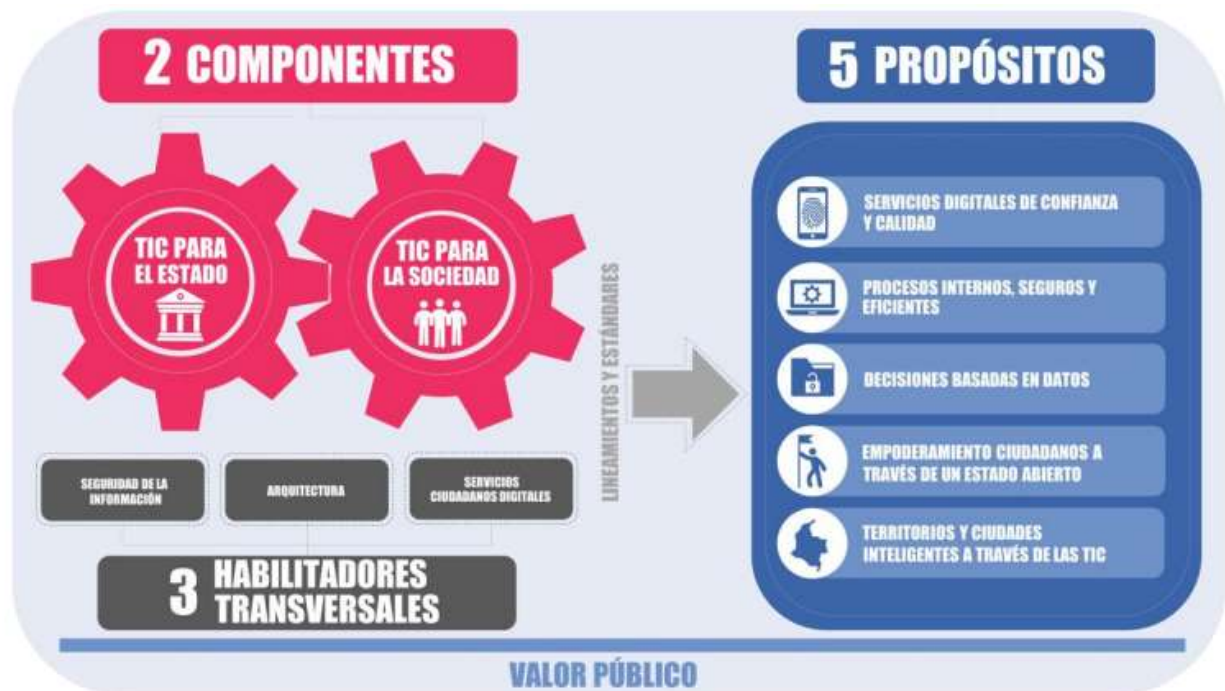 2 COMPONENTES
TIC PARA
EL ESTADO
TIC PARA
LA SOCIEDAD
SEGURIDAD DE LA
INFORMACIÓN
ARQUITECTURA
SERVICIOS
CIUDADANOS DIGITALES
3 HABILITADORES
TRANSVERSALES
LINEAMIENTOS Y ESTÁNDARES
5 PROPÓSITOS
SERVICIOS DIGITALES DE CONFIANZA
Y CALIDAD
PROCESOS INTERNOS, SEGUROS Y
EFICIENTES
DECISIONES BASADAS EN DATOS
EMPODERAMIENTO CIUDADANOS A
TRAVÉS DE UN ESTADO ABIERTO
TERRITORIOS Y CIUDADES
INTELIGENTES A TRAVÉS DE LAS TIC
VALOR PÚBLICO